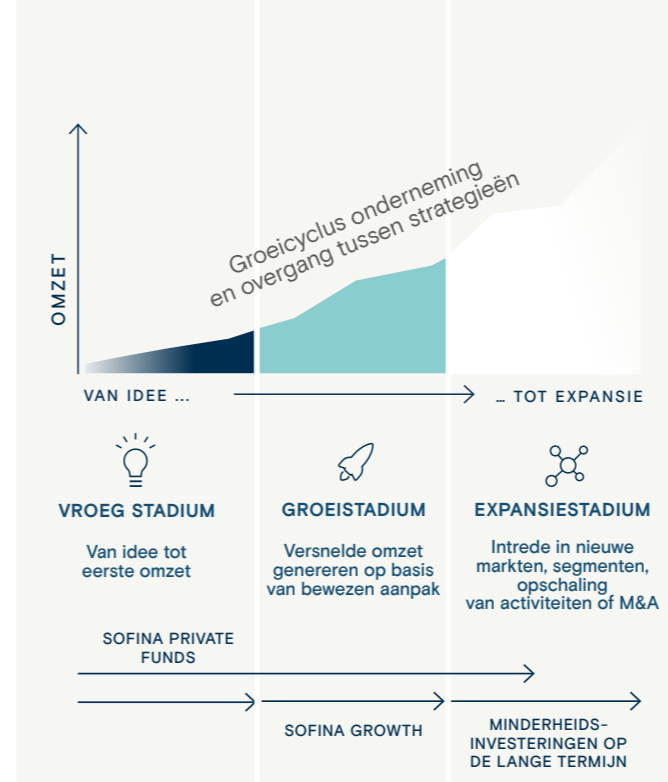 Groeicyclus onderneming
en overgang tussen strategieën
OMZET
VAN IDEE ...
... TOT EXPANSIE
VROEG STADIUM
Van idee tot
eerste omzet
GROEISTADIUM
Versnelde omzet
genereren op basis
van bewezen aanpak
EXPANSIESTADIUM
Intrede in nieuwe
markten, segmenten,
opschaling
van activiteiten of M&A
SOFINA PRIVATE
FUNDS
SOFINA GROWTH
MINDERHEIDS-
INVESTERINGEN OP
DE LANGE TERMIJN